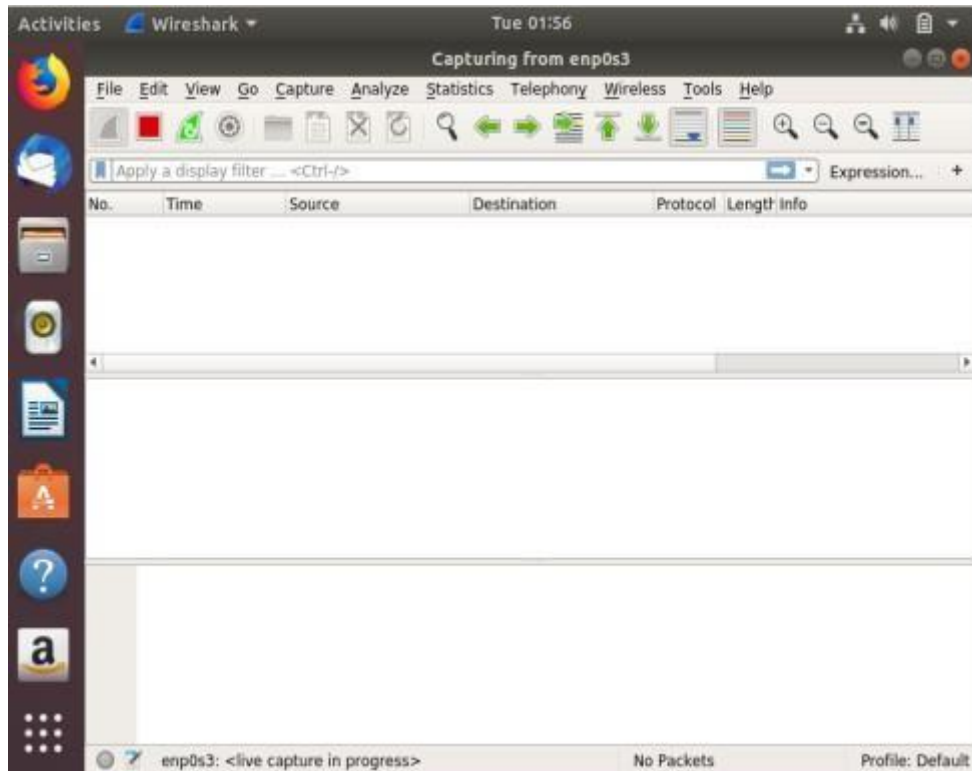 Activities Wireshark Tue 01:56
Capturing from enp0s3
File Edit View Go Capture Analyze Statistics Telephony Wireless Tools Help
Apply a display filter ... <Ctrl-/> Expression... +
No. Time Source Destination Protocol Length Info
a
enp0s3: <live capture in progress> No Packets Profile: Default